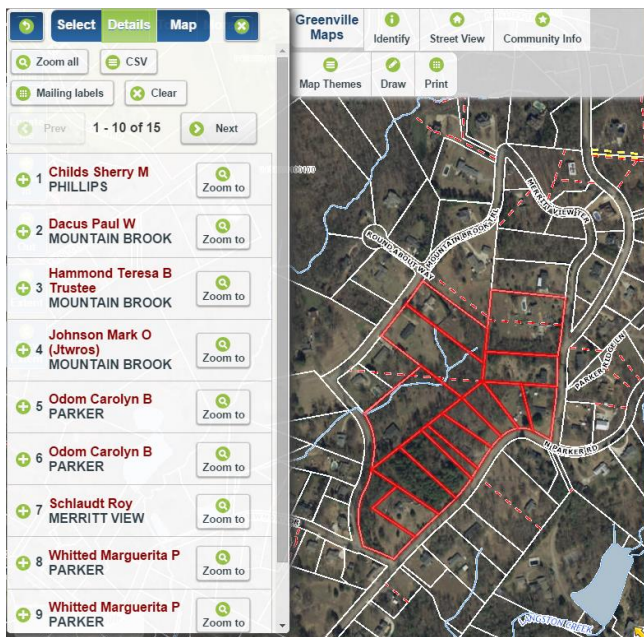 Select
Details
Map
Zoom all
CSV
Mailing labels
Clear
Prev
1 - 10 of 15
Next
1 Childs Sherry M
PHILLIPS
Zoom to
2 Dacus Paul W
MOUNTAIN BROOK
Zoom to
3 Hammond Teresa B
Trustee
MOUNTAIN BROOK
Zoom to
4 Johnson Mark O
(Jtwros)
MOUNTAIN BROOK
Zoom to
5 Odom Carolyn B
PARKER
Zoom to
6 Odom Carolyn B
PARKER
Zoom to
7 Schlaudt Roy
MERRITT VIEW
Zoom to
8 Whitted Marguerita P
PARKER
Zoom to
9 Whitted Marguerita P
PARKER
Zoom to
Greenville
Maps
Identify
Street View
Community Info
Map Themes
Draw
Print
MERRITT VIEW TER
MOUNTAIN BROOK TRL
ROUND ABOUT WAY
PARKER RIDGE LN
N PARKER RD
LANGSTON CREEK